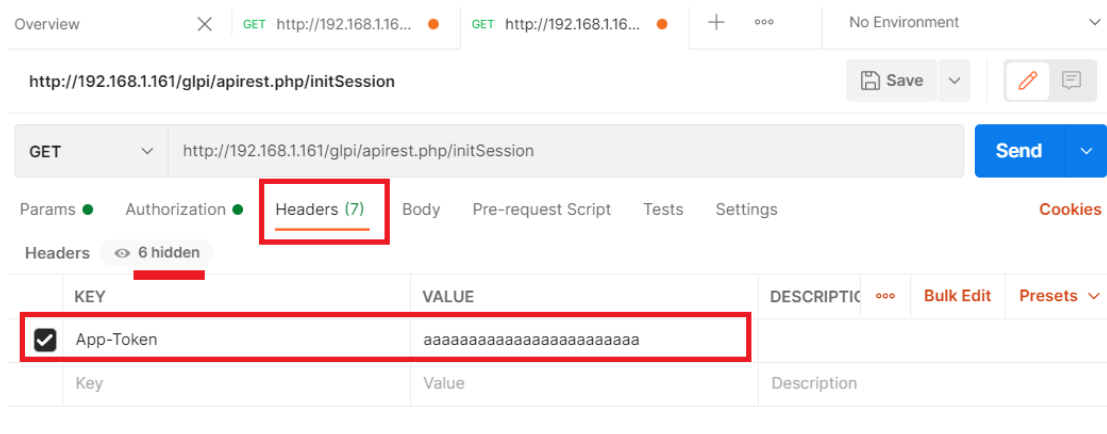 Overview GET http://192.168.1.16... GET http://192.168.1.16... No Environment
http://192.168.1.161/glpi/apirest.php/initSession Save
GET http://192.168.1.161/glpi/apirest.php/initSession Send
Params Authorization Headers (7) Body Pre-request Script Tests Settings Cookies
Headers 6 hidden
KEY VALUE DESCRIPTIC Bulk Edit Presets
App-Token aaaaaaaaaaaaaaaaaaaaaaaa
Key Value Description